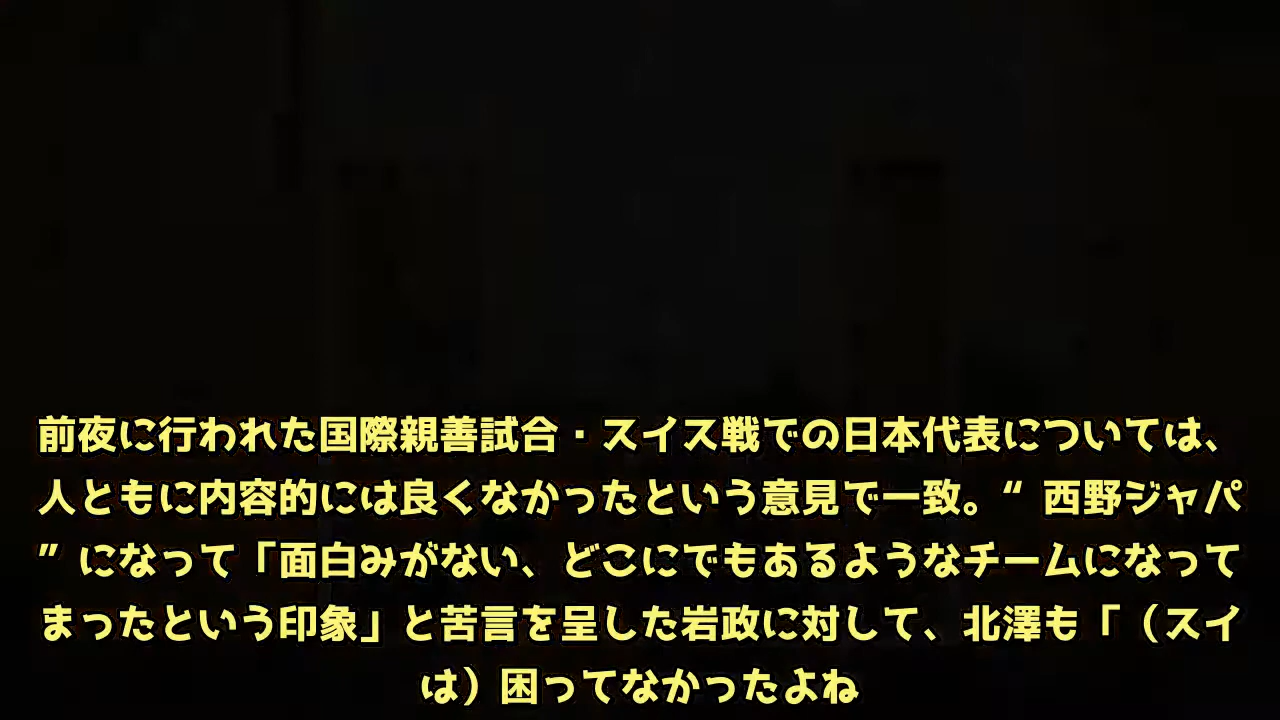 前夜に行われた国際親善試合・スイス戦での日本代表については、
人ともに内容的には良くなかったという意見で一致。“ 西野ジャパ
” になって「面白みがない、どこにでもあるようなチームになって
まったという印象」と苦言を呈した岩政に対して、北澤も「（スイ
は）困ってなかったよね